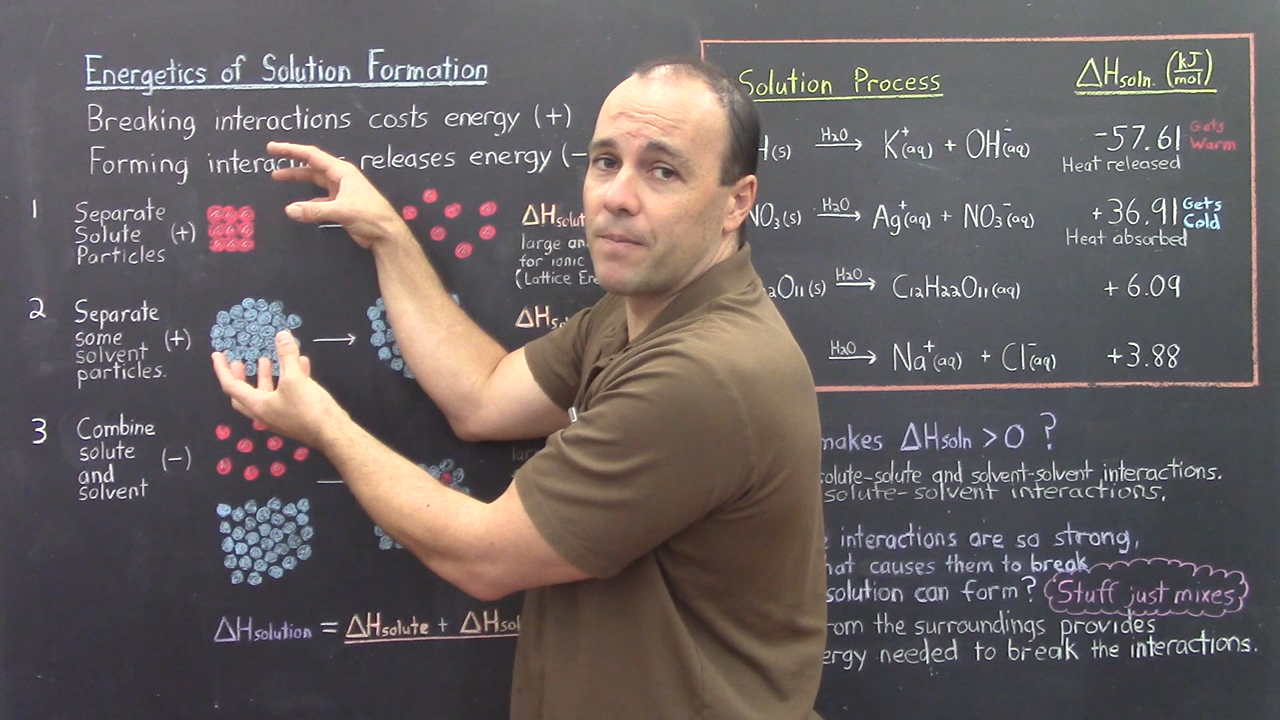 Energetics of Solution Formation
Breaking interactions costs energy (+)
Forming releases energy (-
1 Separate Solute Particles (+)
ΔHsolut
large an
for ionic
(Lattice Ene
2 Separate some solvent particles. (+)
ΔHs
3 Combine solute and solvent (-)
ΔHsolution = ΔHsolute + ΔHsol
Solution Process ΔHsoln. (kJ/mol)
H(s) H2O→ K+(aq) + OH-(aq) -57.61 Gets Warm
Heat released
NO3(s) H2O→ Ag+(aq) + NO3-(aq) +36.91 Gets Cold
Heat absorbed
O11(s) H2O→ C12H22O11(aq) +6.09
H2O→ Na+(aq) + Cl-(aq) +3.88
makes ΔHsoln >0 ?
olute-solute and solvent-solvent interactions.
solute-solvent interactions.
interactions are so strong,
hat causes them to break
solution can form? Stuff just mixes
om the surroundings provides
ergy needed to break the interactions.